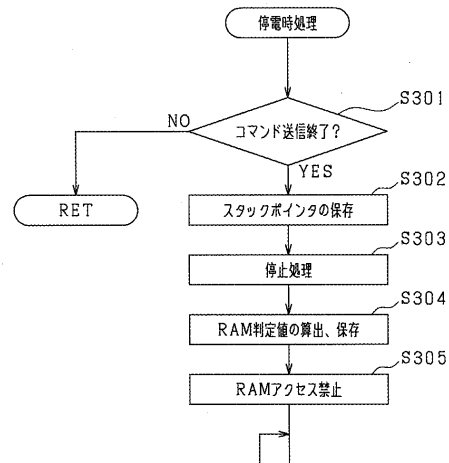 停電時処理
S301
コマンド送信終了?
NO
YES
RET
S302
スタックポインタの保存
S303
停止処理
S304
RAM判定値の算出、保存
S305
RAMアクセス禁止